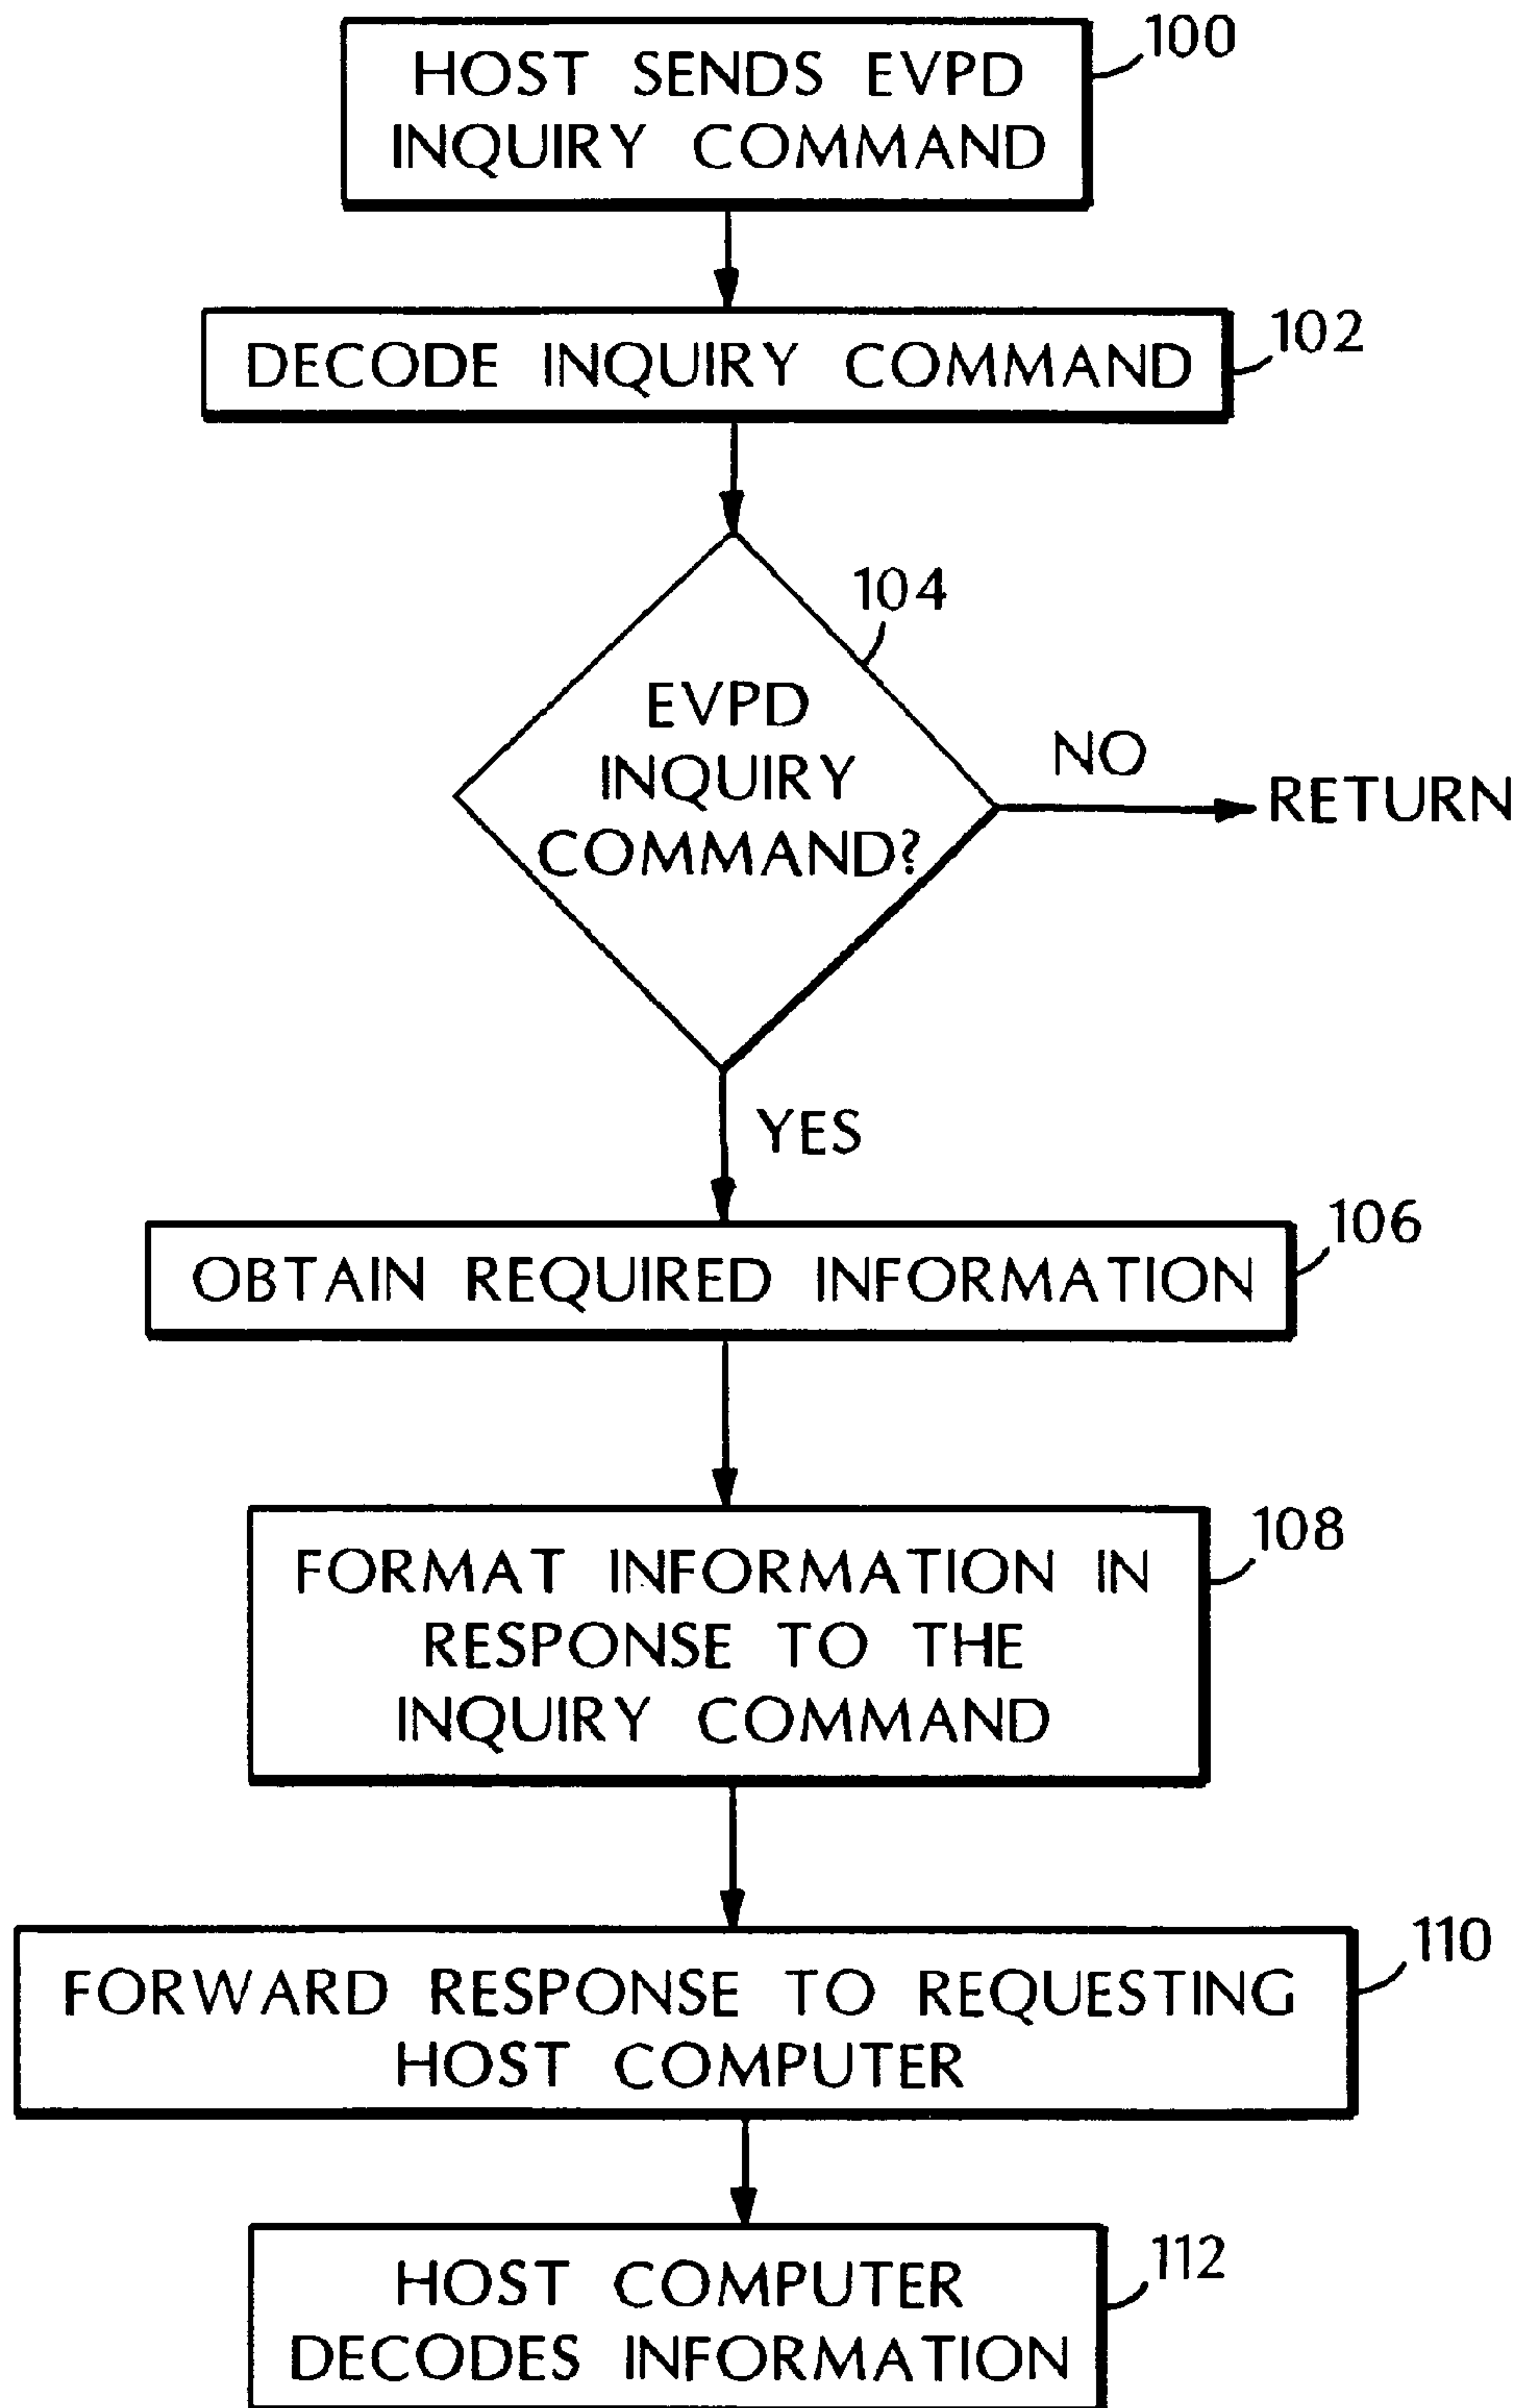 100
HOST SENDS EVPD
INQUIRY COMMAND
102
DECODE INQUIRY COMMAND
104
EVPD
INQUIRY
COMMAND?
NO
RETURN
YES
106
OBTAIN REQUIRED INFORMATION
108
FORMAT INFORMATION IN
RESPONSE TO THE
INQUIRY COMMAND
110
FORWARD RESPONSE TO REQUESTING
HOST COMPUTER
112
HOST COMPUTER
DECODES INFORMATION